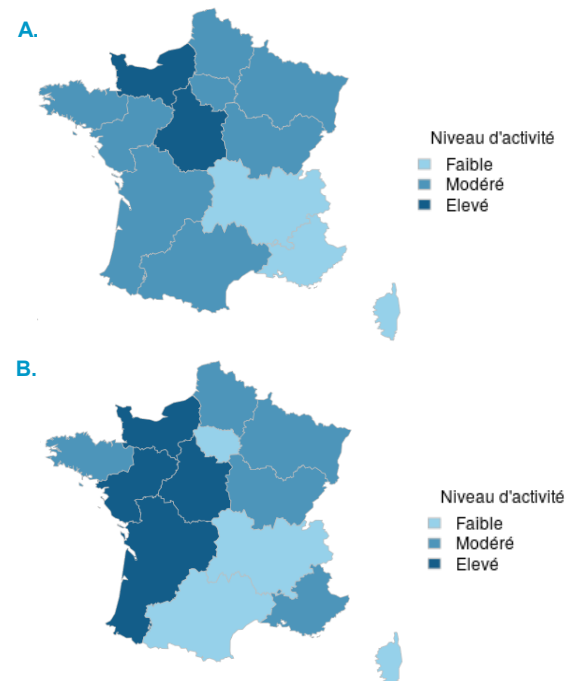 A.
Niveau d'activité
Faible
Modéré
Elevé
B.
Niveau d'activité
Faible
Modéré
Elevé